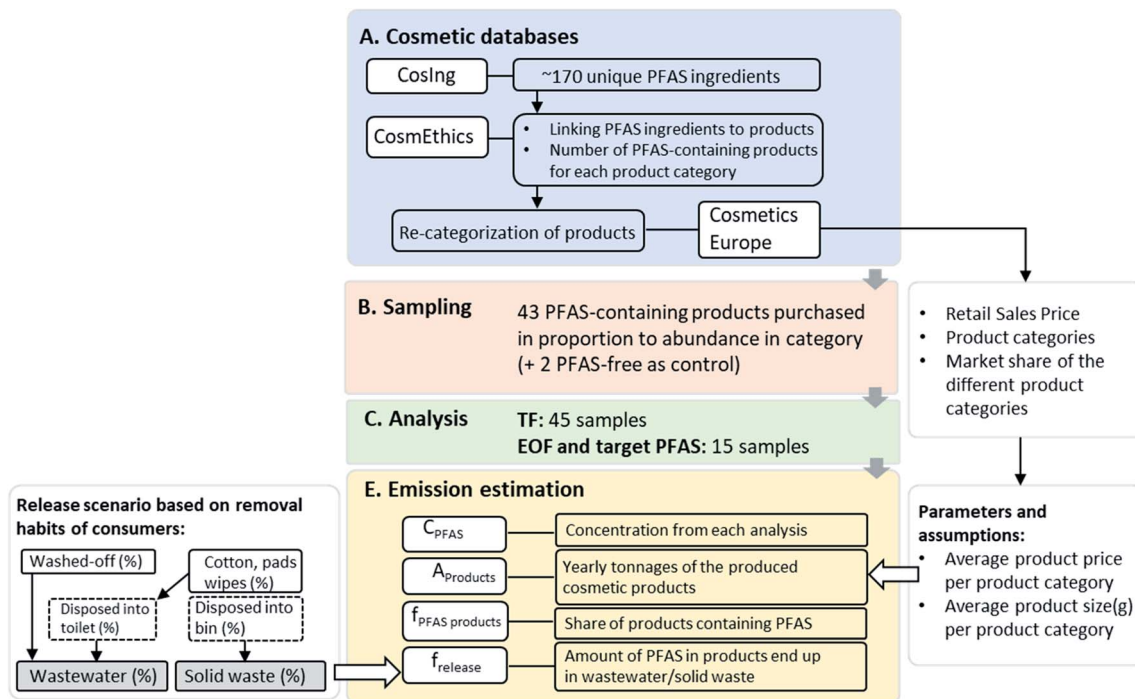 A. Cosmetic databases
CosIng
~170 unique PFAS ingredients
CosmEthics
• Linking PFAS ingredients to products
• Number of PFAS-containing products
for each product category
Re-categorization of products
Cosmetics
Europe
B. Sampling
43 PFAS-containing products purchased
in proportion to abundance in category
(+ 2 PFAS-free as control)
• Retail Sales Price
• Product categories
• Market share of the
different product
categories
C. Analysis
TF: 45 samples
EOF and target PFAS: 15 samples
E. Emission estimation
CPFAS
Concentration from each analysis
AProducts
Yearly tonnages of the produced
cosmetic products
fPFAS products
Share of products containing PFAS
frelease
Amount of PFAS in products end up
in wastewater/solid waste
Release scenario based on removal
habits of consumers:
Washed-off (%)
Cotton, pads
wipes (%)
Disposed into
toilet (%)
Disposed into
bin (%)
Wastewater (%)
Solid waste (%)
Parameters and
assumptions:
• Average product price
per product category
• Average product size(g)
per product category